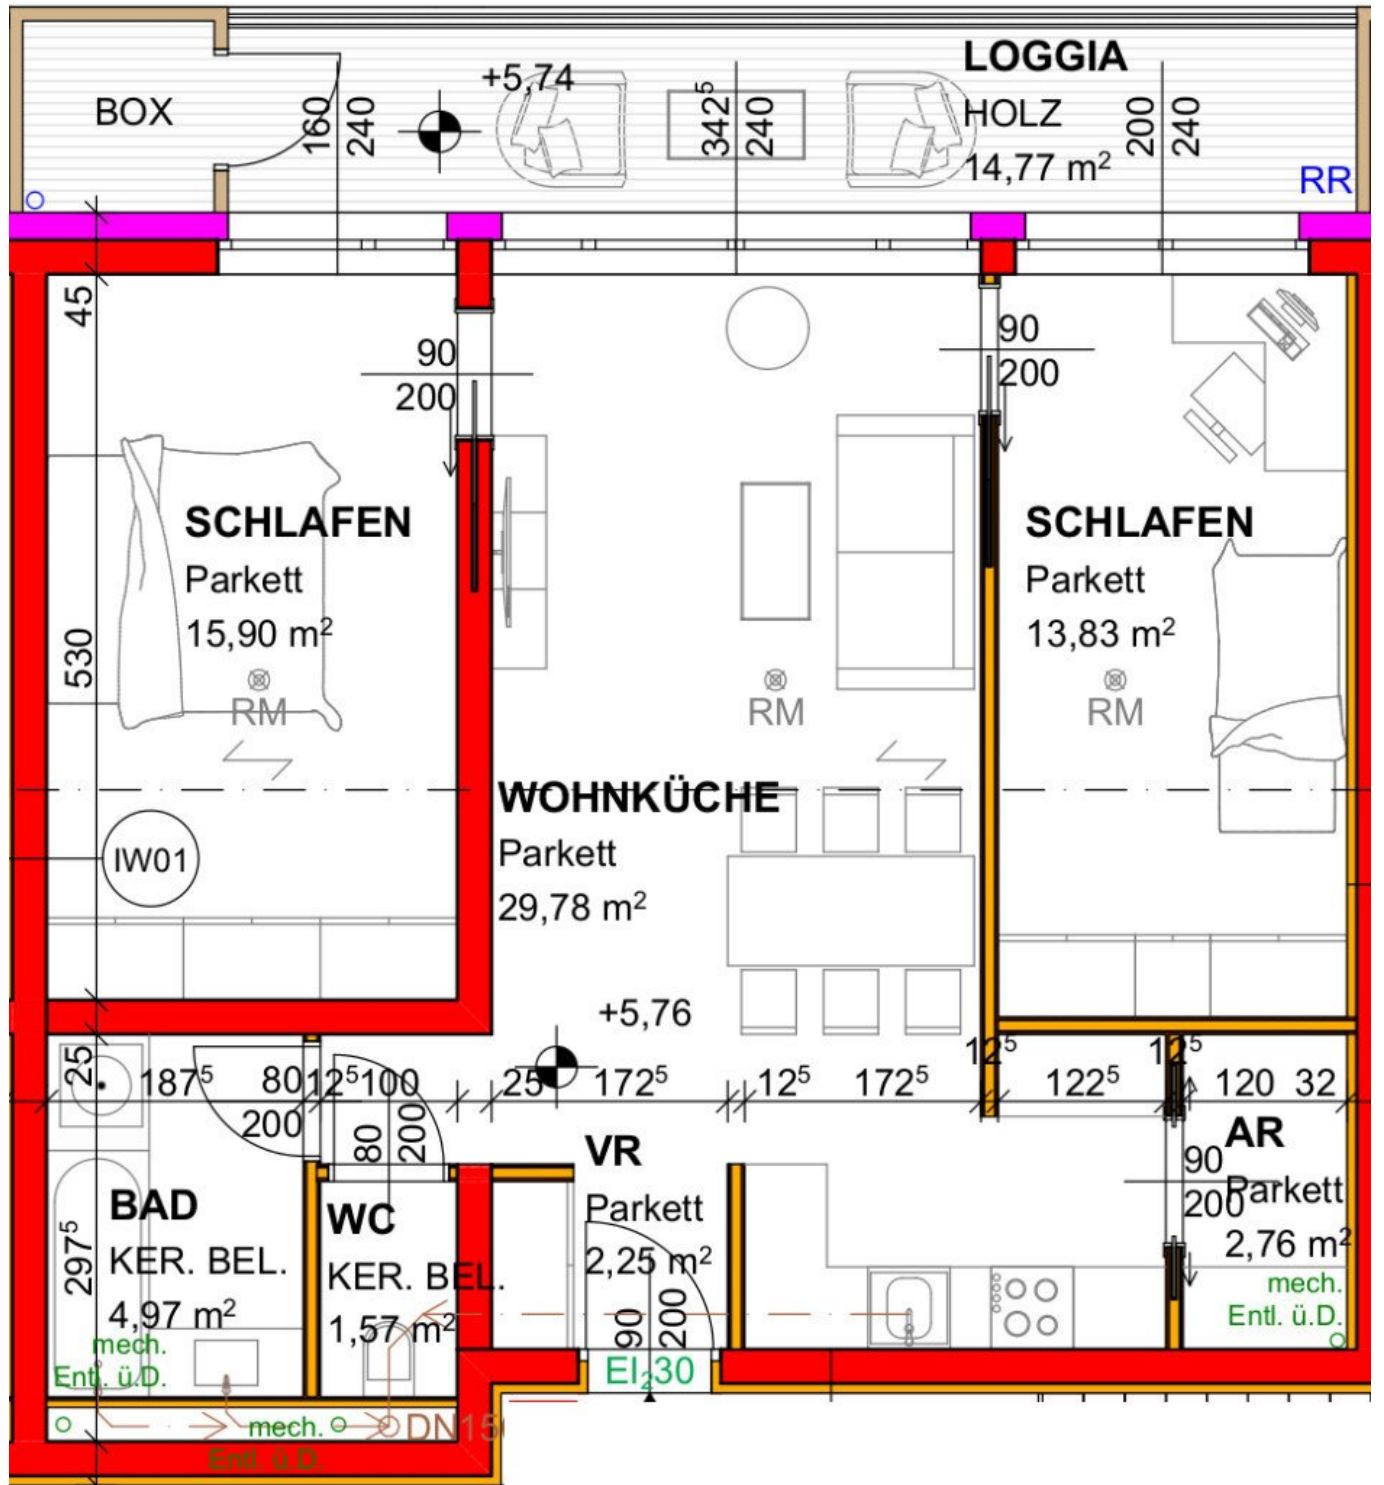 LOGGIA
+5,74
BOX
HOLZ
160
240
342⁵
240
200
240
14,77 m²
RR
45
90
200
90
200
SCHLAFEN
Parkett
15,90 m²
RM
530
RM
SCHLAFEN
Parkett
13,83 m²
RM
WOHNKÜCHE
Parkett
29,78 m²
IW01
+5,76
25
187⁵
80
200
12⁵
100
25
172⁵
12⁵
172⁵
12⁵
122⁵
12⁵
120
32
80
200
297⁵
BAD
KER. BEL.
4,97 m²
mech.
Entl. ü.D.
WC
KER. BEL.
1,57 m²
VR
Parkett
2,25 m²
90
200
EI₂30
AR
90
200
Parkett
2,76 m²
mech.
Entl. ü.D.
mech.
Entl. ü.D.
DN150